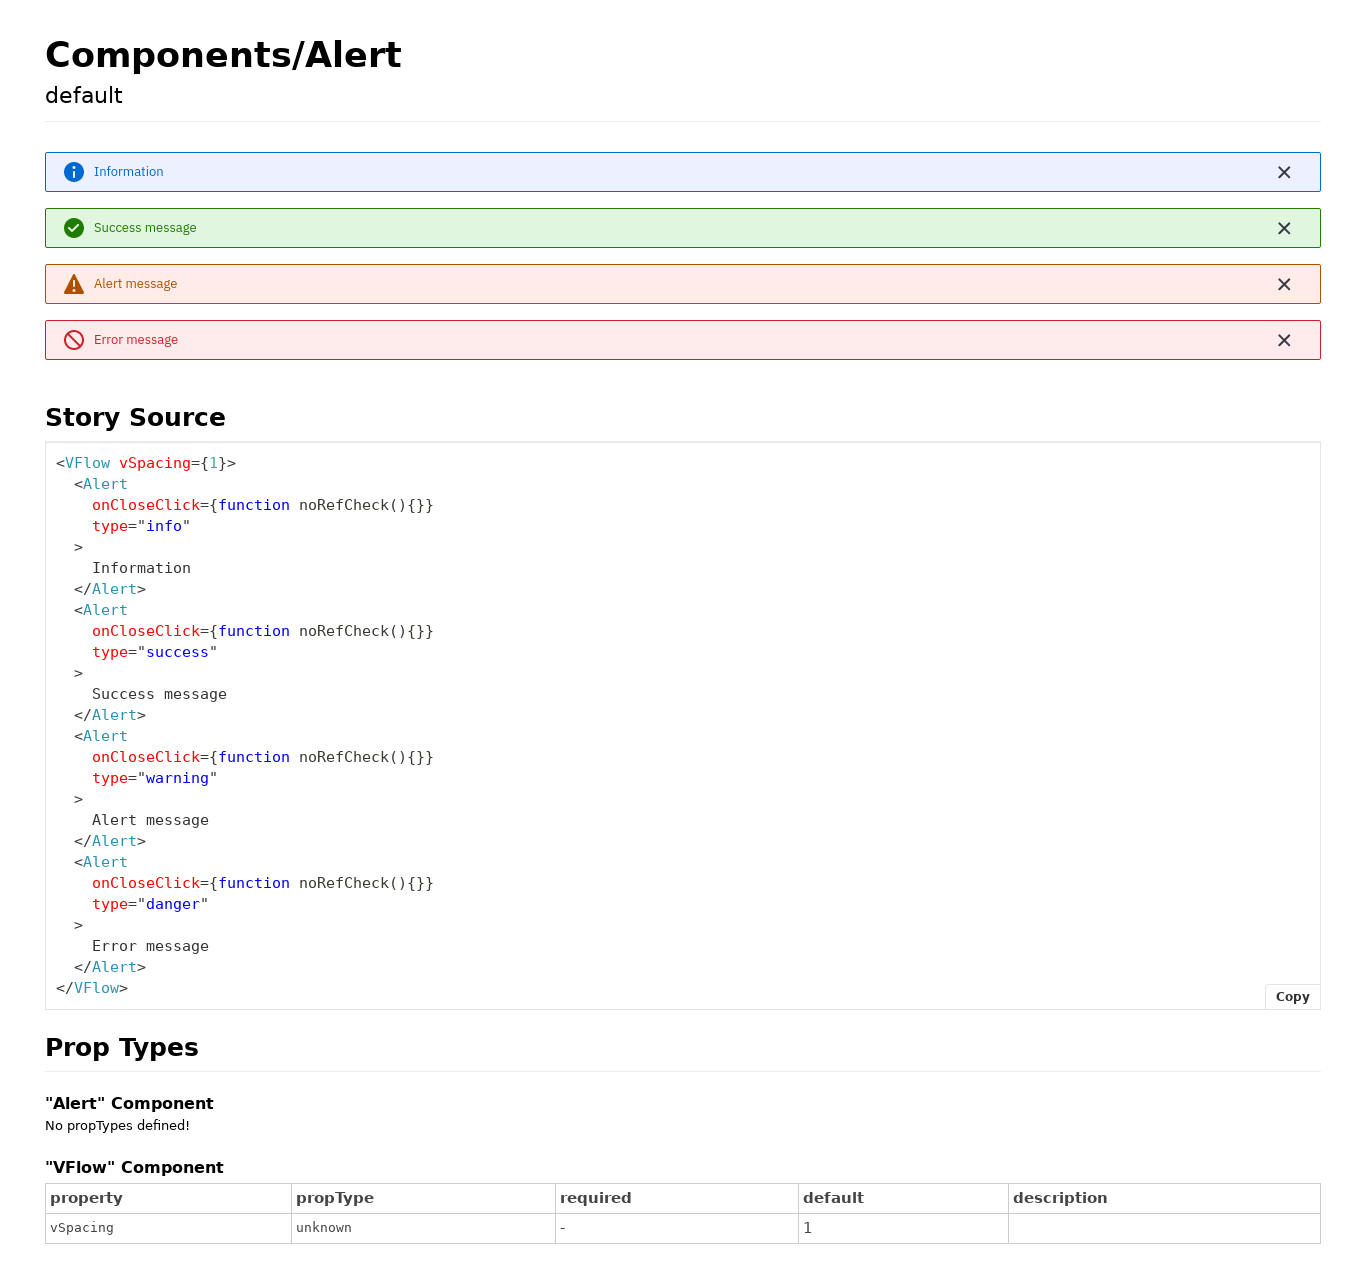 Components/Alert
default
Information
Success message
Alert message
Error message
Story Source
<VFlow vSpacing={1}>
  <Alert
    onCloseClick={function noRefCheck(){}}
    type="info"
  >
    Information
  </Alert>
  <Alert
    onCloseClick={function noRefCheck(){}}
    type="success"
  >
    Success message
  </Alert>
  <Alert
    onCloseClick={function noRefCheck(){}}
    type="warning"
  >
    Alert message
  </Alert>
  <Alert
    onCloseClick={function noRefCheck(){}}
    type="danger"
  >
    Error message
  </Alert>
</VFlow>
Copy
Prop Types
"Alert" Component
No propTypes defined!
"VFlow" Component
property propType required default description
vSpacing unknown - 1